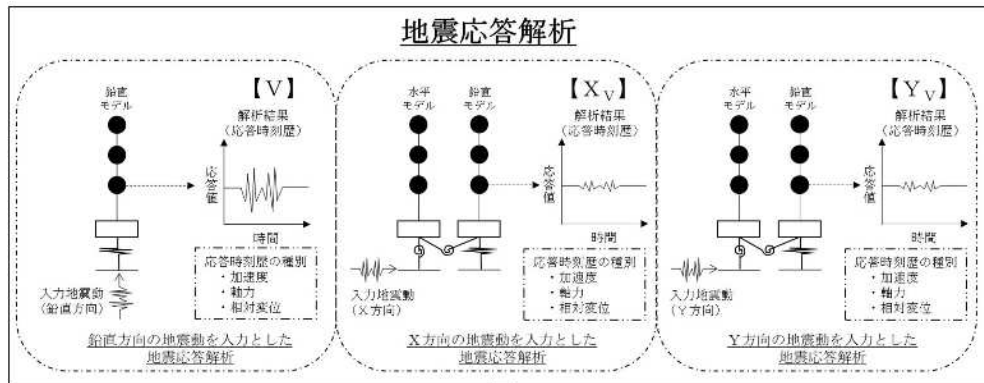 地震応答解析
【V】
鉛直
モデル
解析結果
(応答時刻歴)
応答値
時間
応答時刻歴の種別
・加速度
・軸力
・相対変位
入力地震動
(鉛直方向)
鉛直方向の地震動を入力とした
地震応答解析
【XV】
水平
モデル
鉛直
モデル
解析結果
(応答時刻歴)
応答値
時間
応答時刻歴の種別
・加速度
・軸力
・相対変位
入力地震動
(X方向)
X方向の地震動を入力とした
地震応答解析
【YV】
水平
モデル
鉛直
モデル
解析結果
(応答時刻歴)
応答値
時間
応答時刻歴の種別
・加速度
・軸力
・相対変位
入力地震動
(Y方向)
Y方向の地震動を入力とした
地震応答解析